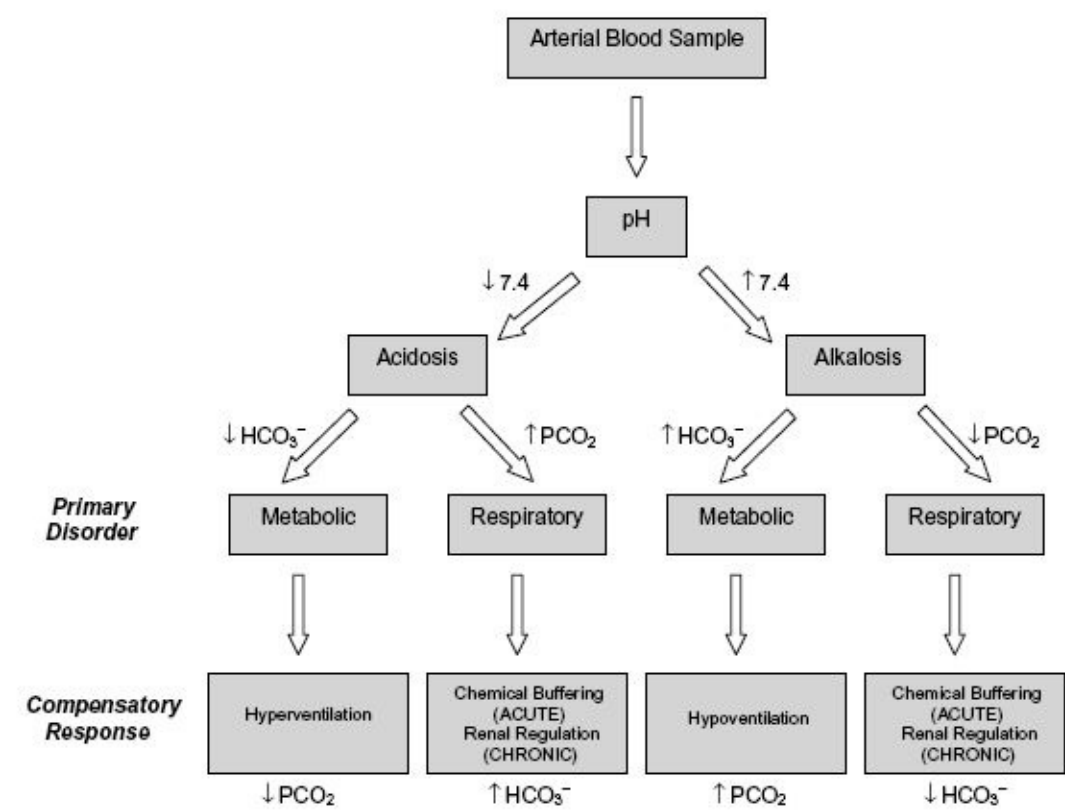 Arterial Blood Sample
pH
↓7.4
↑7.4
Acidosis
Alkalosis
↓HCO₃⁻
↑PCO₂
↑HCO₃⁻
↓PCO₂
Primary
Disorder
Metabolic
Respiratory
Metabolic
Respiratory
Compensatory
Response
Hyperventilation
Chemical Buffering
(ACUTE)
Renal Regulation
(CHRONIC)
Hypoventilation
Chemical Buffering
(ACUTE)
Renal Regulation
(CHRONIC)
↓PCO₂
↑HCO₃⁻
↑PCO₂
↓HCO₃⁻